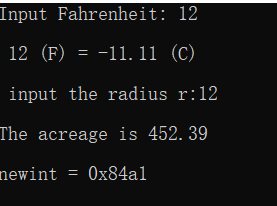 Input Fahrenheit: 12
12 (F) = -11.11 (C)
input the radius r:12
The acreage is 452.39
newint = 0x84a1